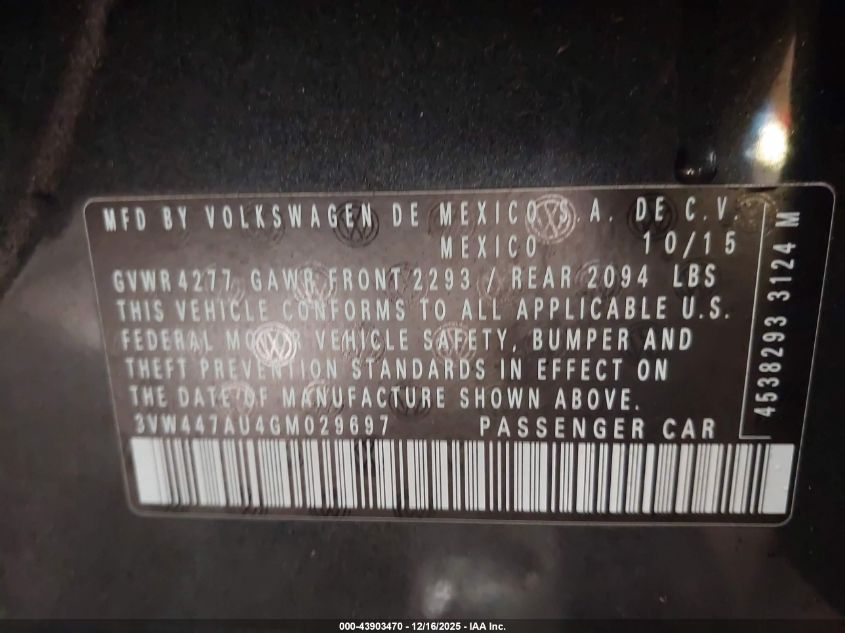 MFD BY VOLKSWAGEN DE MEXICO S.A. DE C.V.
MEXICO 10/15
GVWR 4277 GAWR FRONT 2293 / REAR 2094 LBS
THIS VEHICLE CONFORMS TO ALL APPLICABLE U.S.
FEDERAL MOTOR VEHICLE SAFETY, BUMPER AND
THEFT PREVENTION STANDARDS IN EFFECT ON
THE DATE OF MANUFACTURE SHOWN ABOVE.
3VW447AU4GM029697 PASSENGER CAR
4538293 3124 M
000-43903470 - 12/16/2025 - IAA Inc.